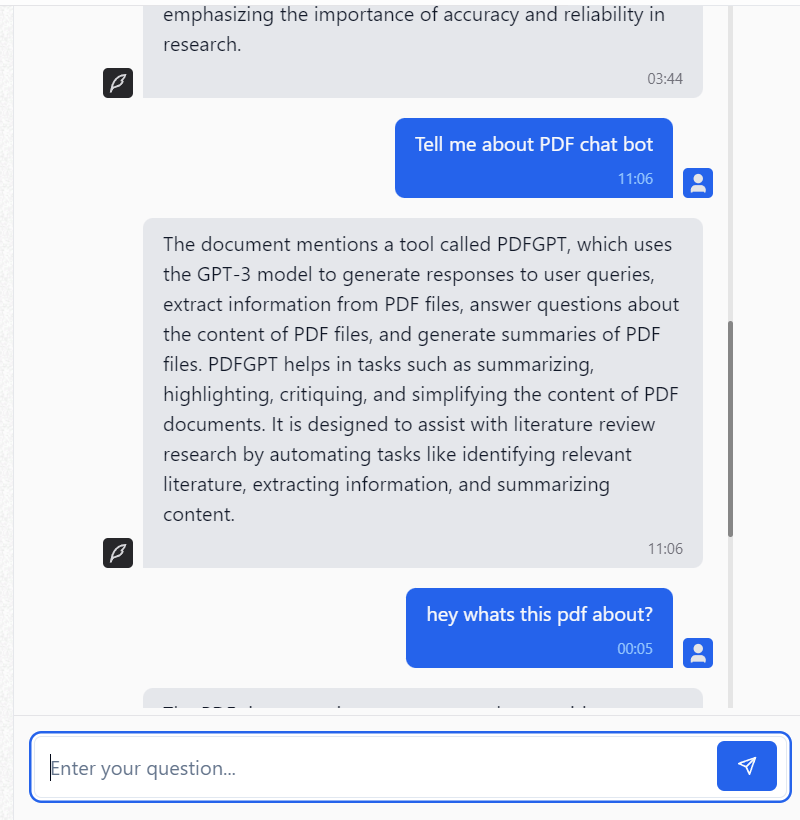 emphasizing the importance of accuracy and reliability in
research.
03:44
Tell me about PDF chat bot
11:06
The document mentions a tool called PDFGPT, which uses
the GPT-3 model to generate responses to user queries,
extract information from PDF files, answer questions about
the content of PDF files, and generate summaries of PDF
files. PDFGPT helps in tasks such as summarizing,
highlighting, critiquing, and simplifying the content of PDF
documents. It is designed to assist with literature review
research by automating tasks like identifying relevant
literature, extracting information, and summarizing
content.
11:06
hey whats this pdf about?
00:05
Enter your question...